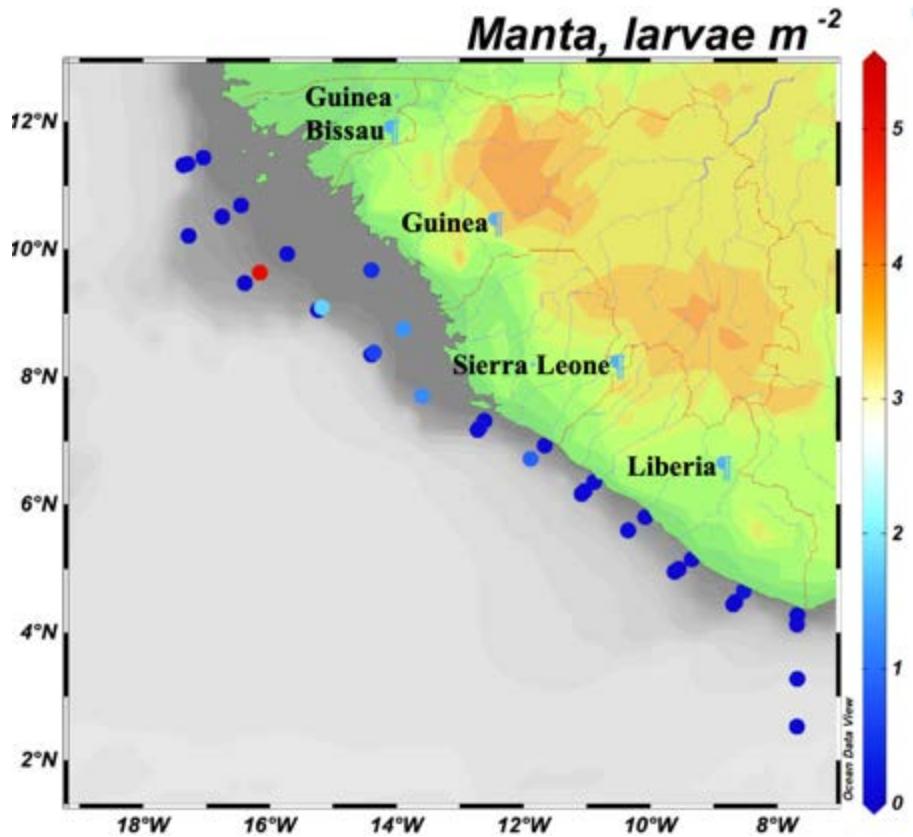 Manta, larvae m⁻²
12°N
10°N
8°N
6°N
4°N
2°N
18°W
16°W
14°W
12°W
10°W
8°W
Guinea
Bissau¶
Guinea¶
Sierra Leone¶
Liberia¶
5
4
3
2
1
0
Ocean Data View